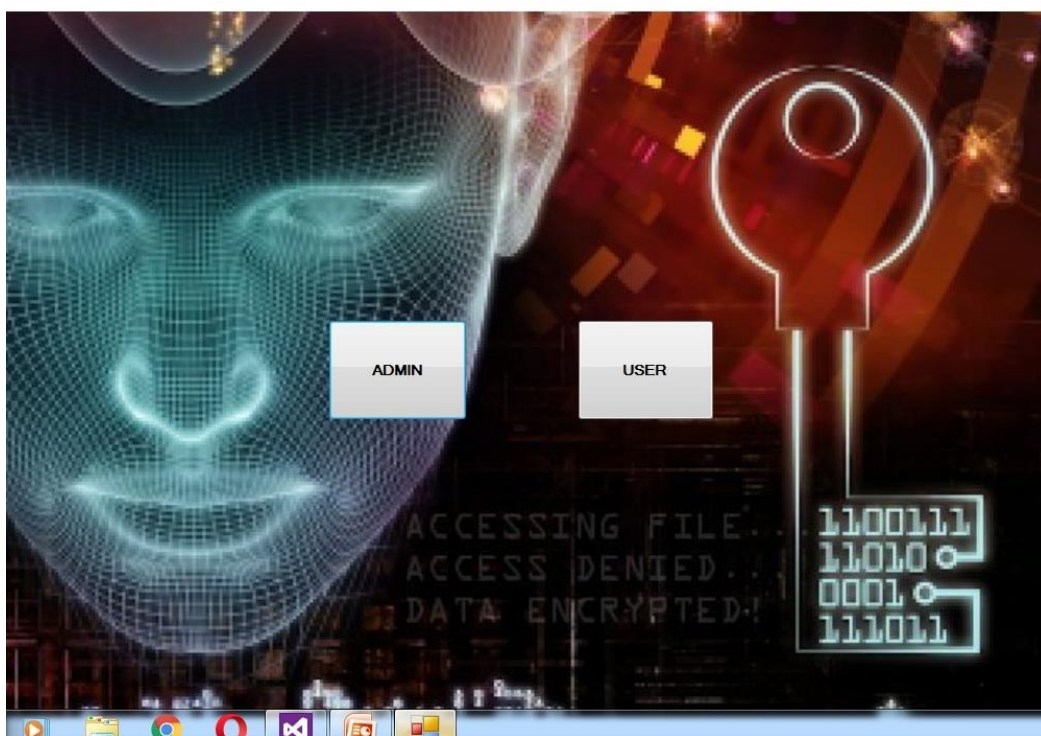 ADMIN USER
ACCESSING FILE...
ACCESS DENIED..
DATA ENCRYPTED!
1100111
11010
0001
111011